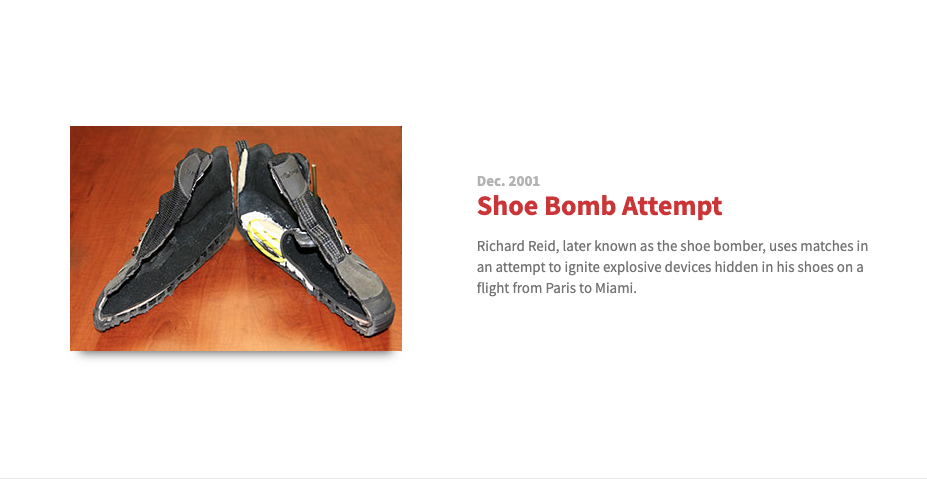 Dec. 2001
Shoe Bomb Attempt
Richard Reid, later known as the shoe bomber, uses matches in
an attempt to ignite explosive devices hidden in his shoes on a
flight from Paris to Miami.